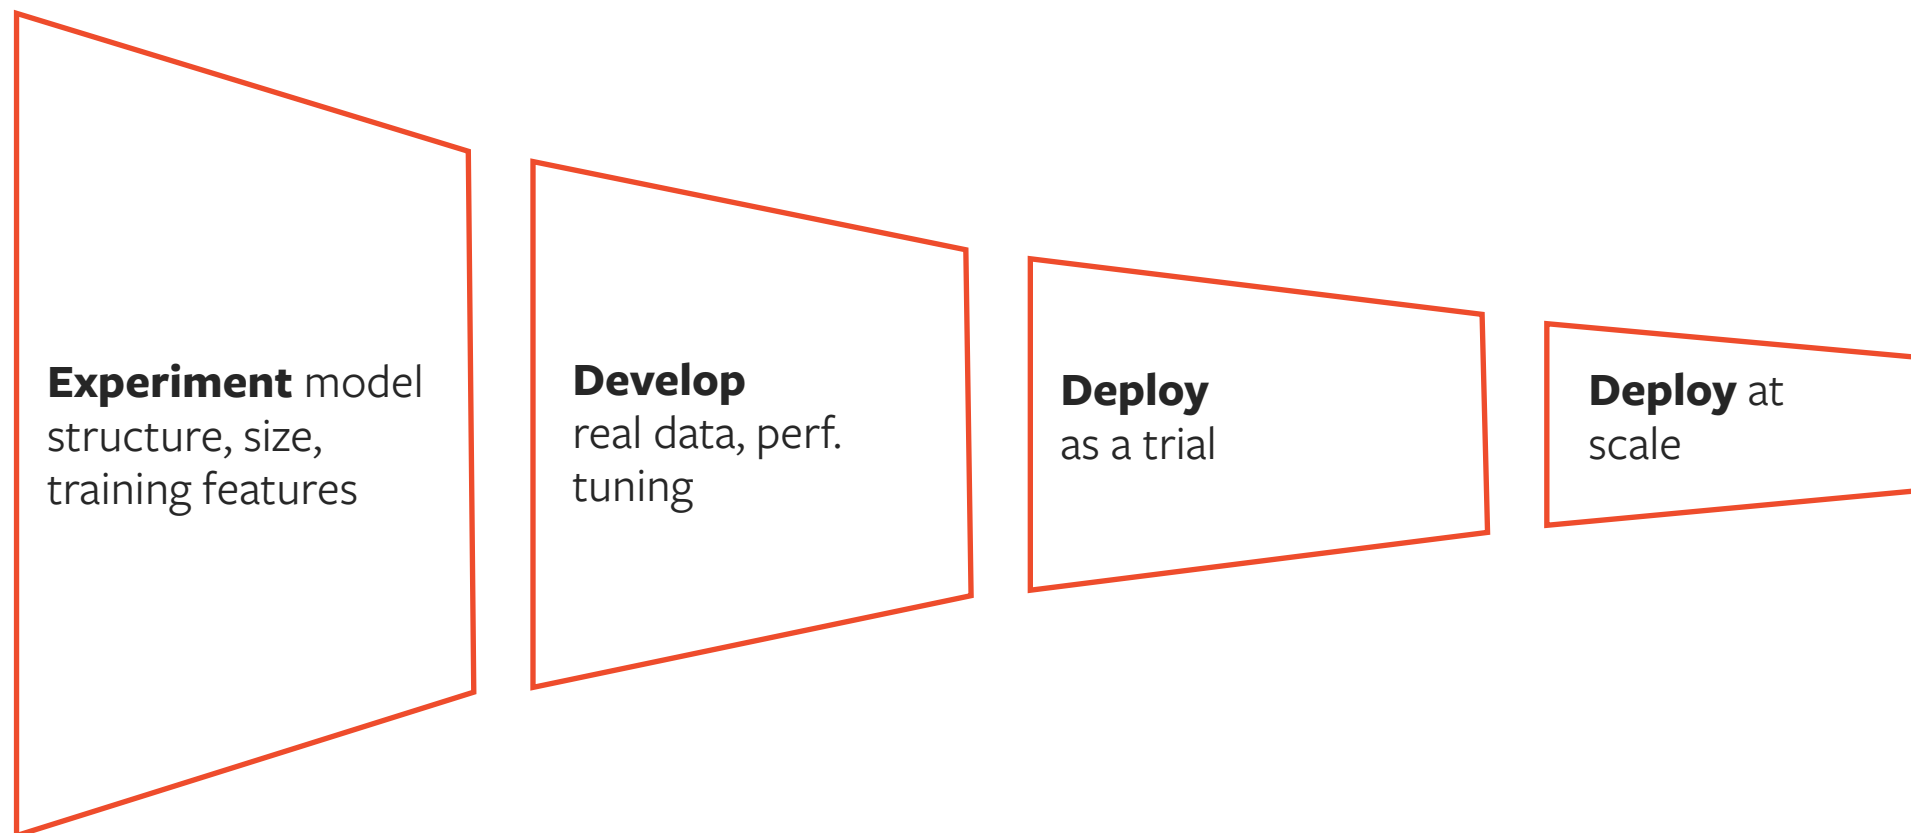 Experiment model
structure, size,
training features
Develop
real data, perf.
tuning
Deploy
as a trial
Deploy at
scale